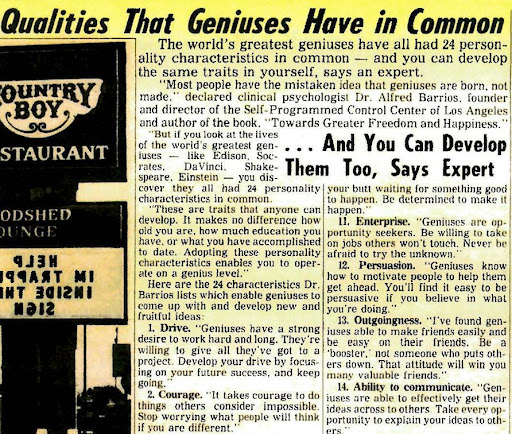 Qualities That Geniuses Have in Common
The world's greatest geniuses have all had 24 person-
ality characteristics in common — and you can develop
the same traits in yourself, says an expert.
"Most people have the mistaken idea that geniuses are born, not
made," declared clinical psychologist Dr. Alfred Barrios, founder
and director of the Self-Programmed Control Center of Los Angeles
and author of the book, "Towards Greater Freedom and Happiness."
"But if you look at the lives
of the world's greatest gen-
iuses — like Edison, Soc-
rates, DaVinci, Shake-
speare, Einstein — you dis-
cover they all had 24 personality
characteristics in common.
"These are traits that anyone can
develop. It makes no difference how
old you are, how much education you
have, or what you have accomplished
to date. Adopting these personality
characteristics enables you to oper-
ate on a genius level."
Here are the 24 characteristics Dr.
Barrios lists which enable geniuses to
come up with and develop new and
fruitful ideas:
1. Drive. "Geniuses have a strong
desire to work hard and long. They're
willing to give all they've got to a
project. Develop your drive by focus-
ing on your future success, and keep
going."
2. Courage. "It takes courage to do
things others consider impossible.
Stop worrying what people will think
if you are different."
. . . And You Can Develop
Them Too, Says Expert
your butt waiting for something good
to happen. Be determined to make it
happen."
11. Enterprise. "Geniuses are op-
portunity seekers. Be willing to take
on jobs others won't touch. Never be
afraid to try the unknown."
12. Persuasion. "Geniuses know
how to motivate people to help them
get ahead. You'll find it easy to be
persuasive if you believe in what
you're doing."
13. Outgoingness. "I've found gen-
iuses able to make friends easily and
be easy on their friends. Be a
'booster,' not someone who puts oth-
ers down. That attitude will win you
many valuable friends."
14. Ability to communicate. "Gen-
iuses are able to effectively get their
ideas across to others. Take every op-
portunity to explain your ideas to oth-
ers."
OUNTRY
BOY
STAURANT
ODSHED
OUNGE
HELP
IM TRAPP
INSIDE THE
SIGN